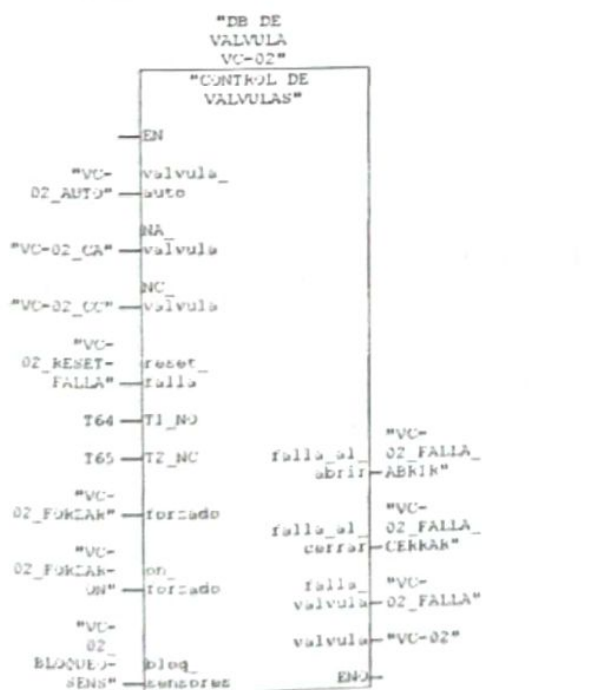 "DB DE
VALVULA
VC-02"
"CONTROL DE
VALVULAS"
EN
"VC-
02_AUTO"
valvula_
auto
"VC-02_CA"
NA_
valvula
"VC-02_CC"
NC_
valvula
"VC-
02_RESET-
FALLA"
reset_
falla
T64
T1_NO
T65
T2_NC
"VC-
02_FORZAR"
forzado
"VC-
02_FORZAR-
ON"
on_
forzado
"VC-
02_
BLOQUEO-
SENS"
bloq_
sensores
falla_al_
abrir
"VC-
02_FALLA_
ABRIR"
falla_al_
cerrar
"VC-
02_FALLA_
CERRAR"
falla_
valvula
"VC-
02_FALLA"
valvula
"VC-02"
ENO